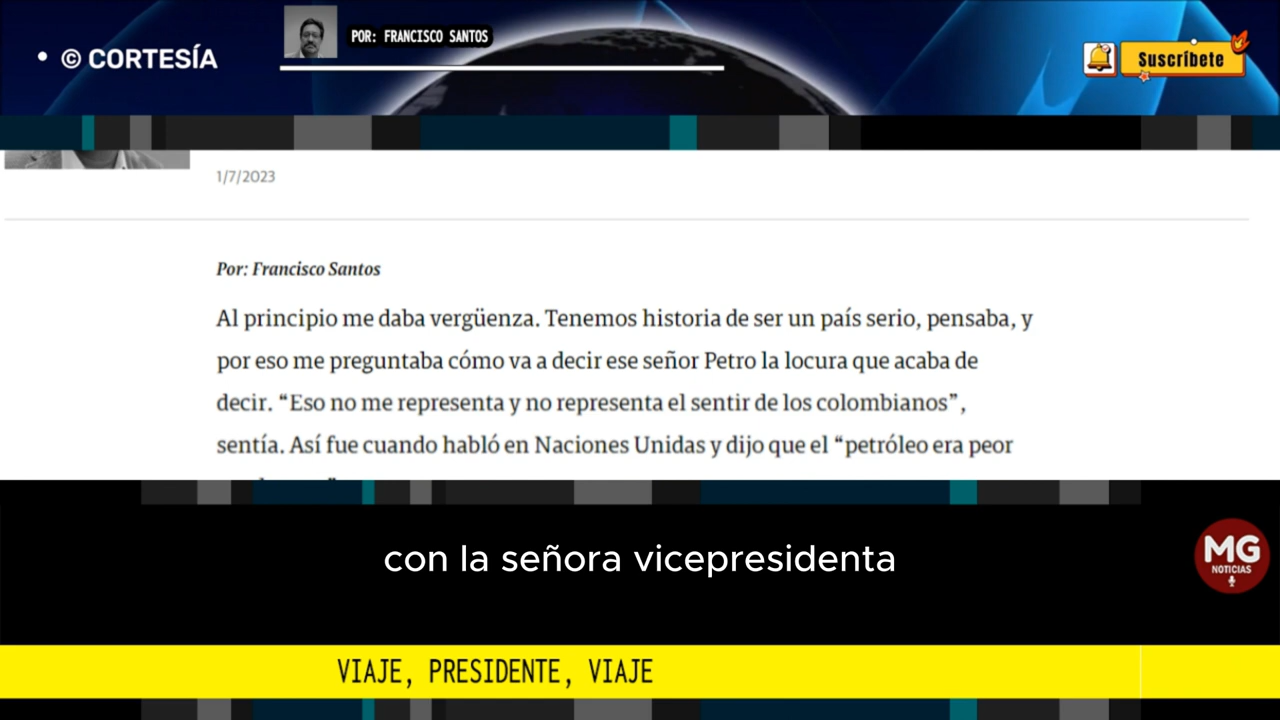 • © CORTESÍA
POR: FRANCISCO SANTOS
Suscríbete
1/7/2023
Por: Francisco Santos
Al principio me daba vergüenza. Tenemos historia de ser un país serio, pensaba, y
por eso me preguntaba cómo va a decir ese señor Petro la locura que acaba de
decir. “Eso no me representa y no representa el sentir de los colombianos”,
sentía. Así fue cuando habló en Naciones Unidas y dijo que el “petróleo era peor
con la señora vicepresidenta
MG
NOTICIAS
VIAJE, PRESIDENTE, VIAJE